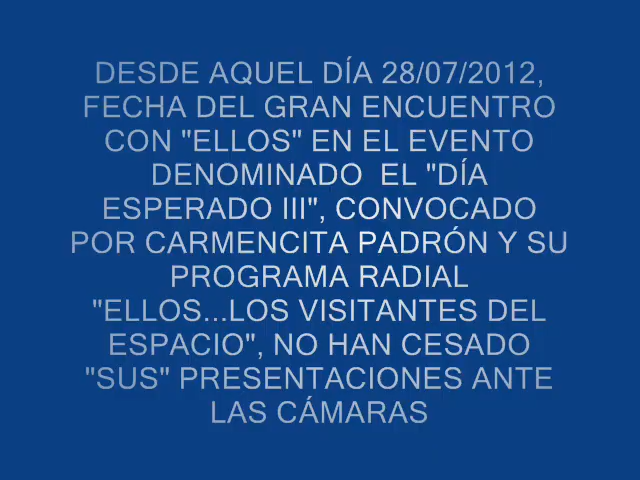 DESDE AQUEL DÍA 28/07/2012,
FECHA DEL GRAN ENCUENTRO
CON "ELLOS" EN EL EVENTO
DENOMINADO  EL "DÍA
ESPERADO III", CONVOCADO
POR CARMENCITA PADRÓN Y SU
PROGRAMA RADIAL
"ELLOS...LOS VISITANTES DEL
ESPACIO", NO HAN CESADO
"SUS" PRESENTACIONES ANTE
LAS CÁMARAS